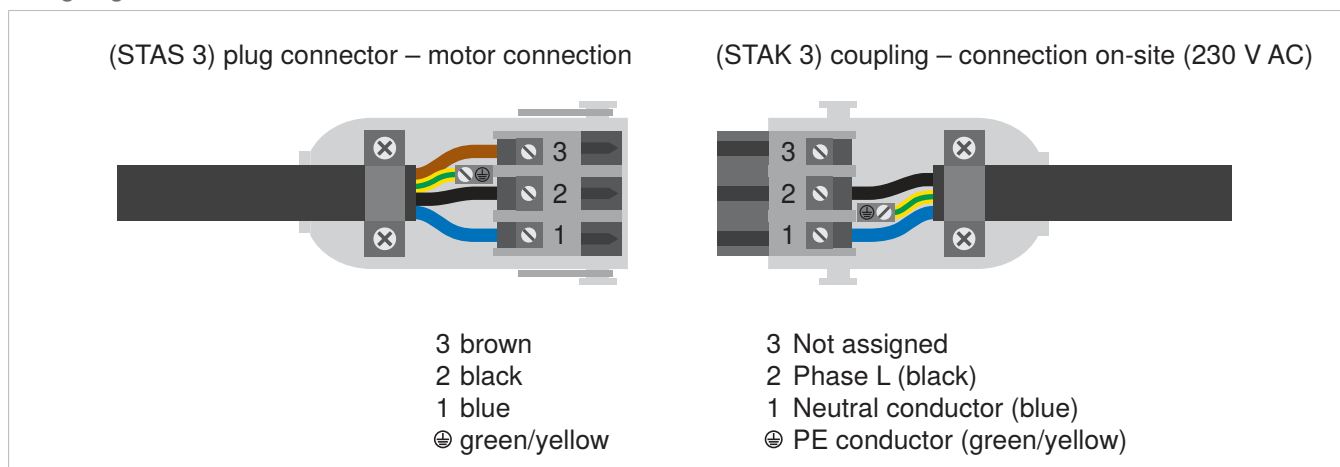 (STAS 3) plug connector – motor connection
(STAK 3) coupling – connection on-site (230 V AC)
3
2
1
3
2
1
3 brown
2 black
1 blue
⏚ green/yellow
3 Not assigned
2 Phase L (black)
1 Neutral conductor (blue)
⏚ PE conductor (green/yellow)